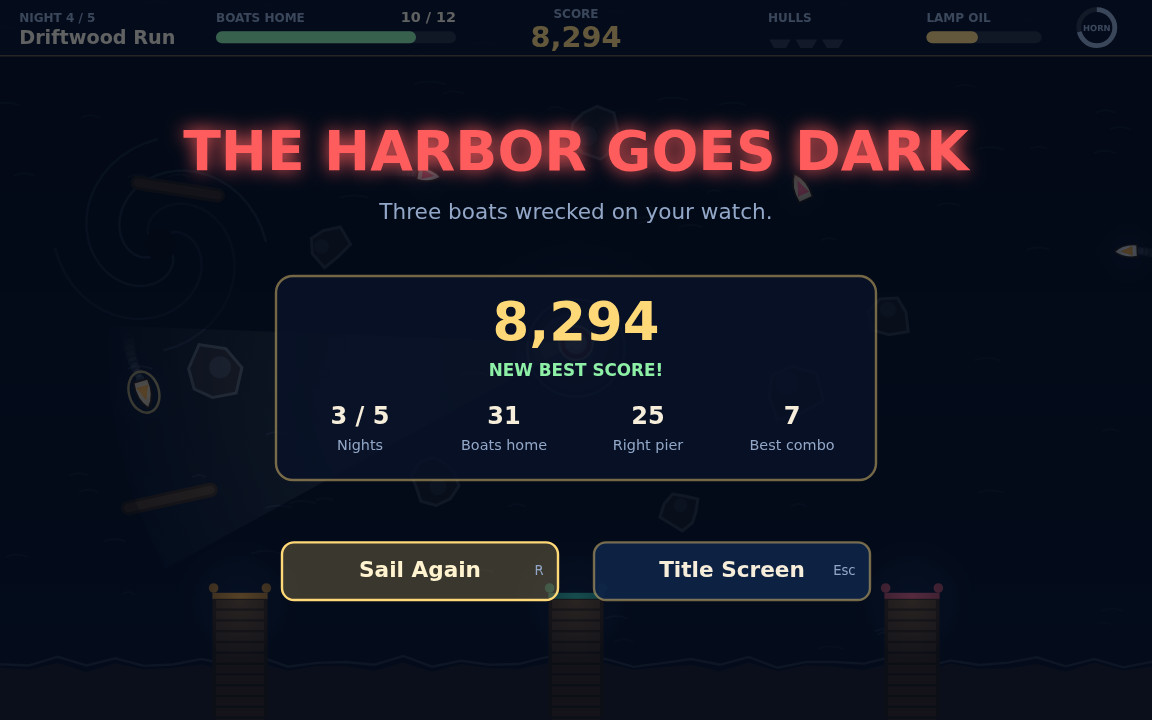 NIGHT 4 / 5
Driftwood Run
BOATS HOME 10 / 12
SCORE
8,294
HULLS
LAMP OIL
HORN
THE HARBOR GOES DARK
Three boats wrecked on your watch.
8,294
NEW BEST SCORE!
3 / 5 31 25 7
Nights Boats home Right pier Best combo
Sail Again R
Title Screen Esc